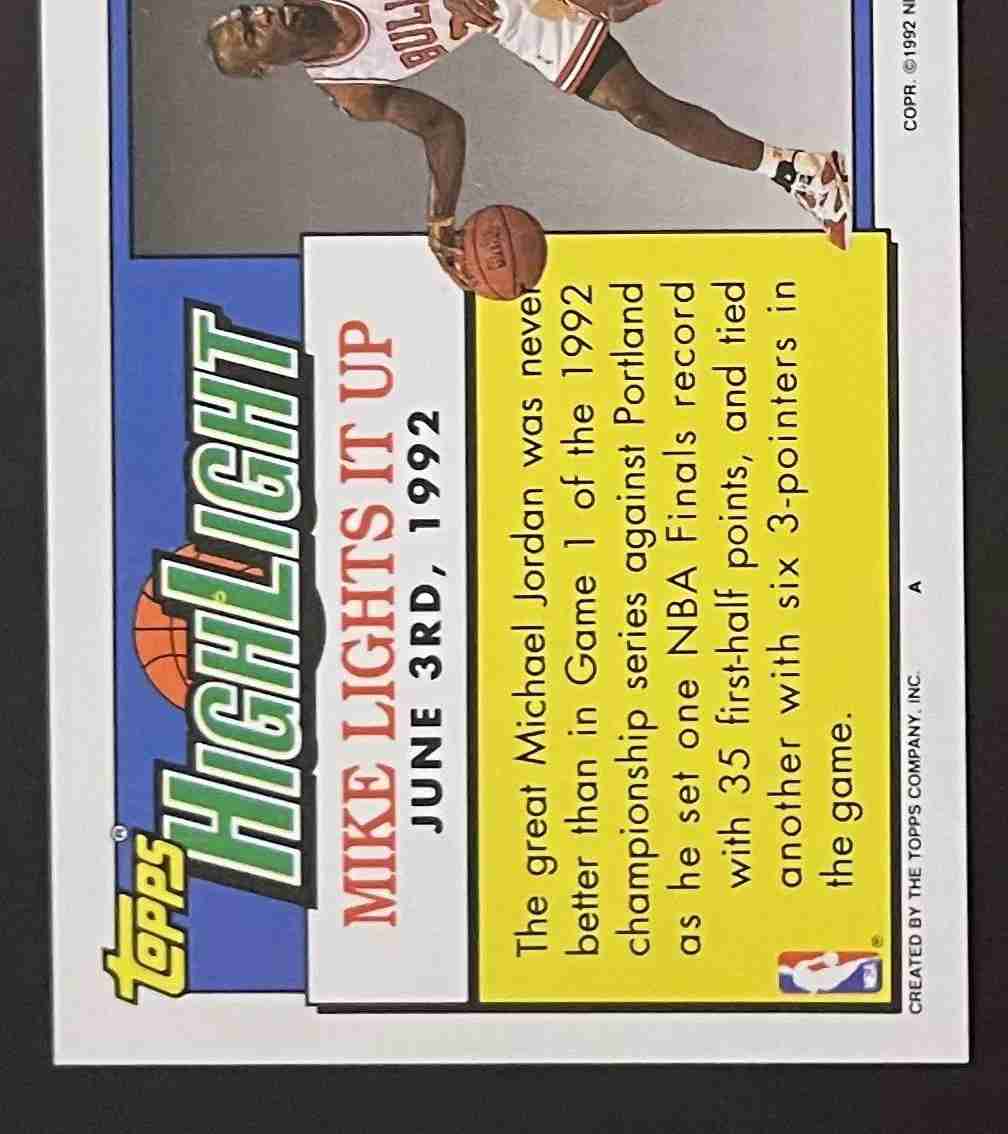 Topps®
HIGHLIGHT
MIKE LIGHTS IT UP
JUNE 3RD, 1992
The great Michael Jordan was never
better than in Game 1 of the 1992
championship series against Portland
as he set one NBA Finals record
with 35 first-half points, and tied
another with six 3-pointers in
the game.
CREATED BY THE TOPPS COMPANY, INC. A COPR. ©1992